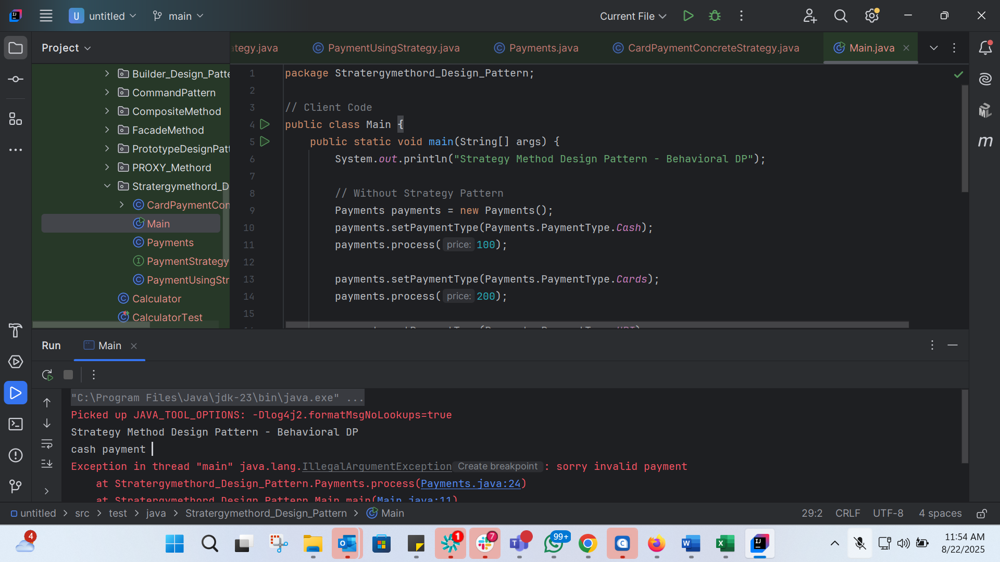 untitled
main
Current File
Project
ategy.java
PaymentUsingStrategy.java
Payments.java
CardPaymentConcreteStrategy.java
Main.java
Builder_Design_Patte
CommandPattern
CompositeMethod
FacadeMethod
PrototypeDesignPatt
PROXY_Methord
Stratergymethord_D
CardPaymentCon
Main
Payments
PaymentStrategy
PaymentUsingStr
Calculator
CalculatorTest
1 package Stratergymethord_Design_Pattern;
2
3 // Client Code
4 public class Main {
5 public static void main(String[] args) {
6 System.out.println("Strategy Method Design Pattern - Behavioral DP");
7
8 // Without Strategy Pattern
9 Payments payments = new Payments();
10 payments.setPaymentType(Payments.PaymentType.Cash);
11 payments.process( price: 100);
12
13 payments.setPaymentType(Payments.PaymentType.Cards);
14 payments.process( price: 200);
15
Run
Main
"C:\Program Files\Java\jdk-23\bin\java.exe" ...
Picked up JAVA_TOOL_OPTIONS: -Dlog4j2.formatMsgNoLookups=true
Strategy Method Design Pattern - Behavioral DP
cash payment
Exception in thread "main" java.lang.IllegalArgumentException Create breakpoint : sorry invalid payment
at Stratergymethord_Design_Pattern.Payments.process(Payments.java:24)
at Stratergymethord_Design_Pattern.Main.main(Main.java:11)
untitled > src > test > java > Stratergymethord_Design_Pattern > Main
29:2 CRLF UTF-8 4 spaces
4
1
7
99+
11:54 AM
8/22/2025